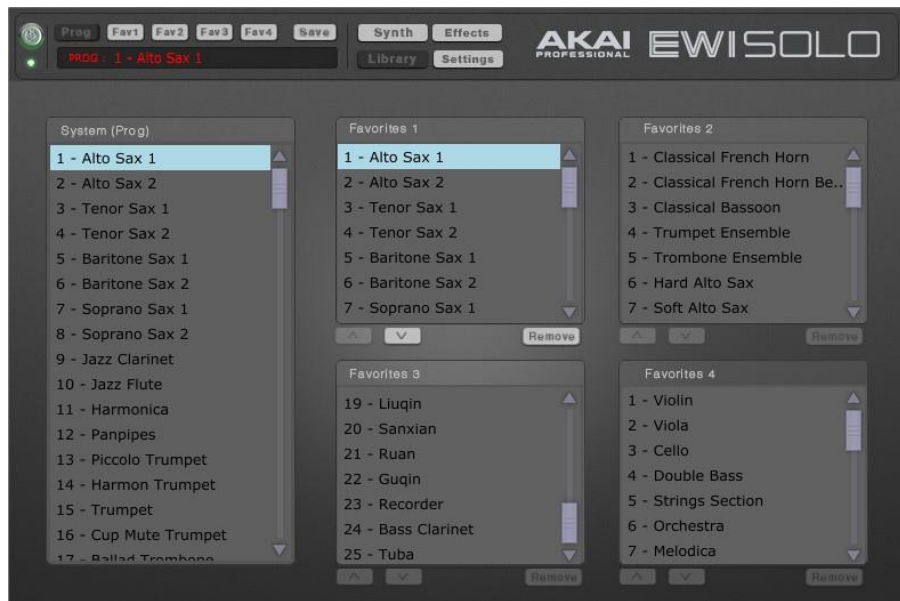 Prog Fav1 Fav2 Fav3 Fav4 Save
PROG : 1 - Alto Sax 1
Synth Effects
Library Settings
AKAI
PROFESSIONAL
EWISOLO
System (Prog)
1 - Alto Sax 1
2 - Alto Sax 2
3 - Tenor Sax 1
4 - Tenor Sax 2
5 - Baritone Sax 1
6 - Baritone Sax 2
7 - Soprano Sax 1
8 - Soprano Sax 2
9 - Jazz Clarinet
10 - Jazz Flute
11 - Harmonica
12 - Panpipes
13 - Piccolo Trumpet
14 - Harmon Trumpet
15 - Trumpet
16 - Cup Mute Trumpet
17 - Ballad Trombone
Favorites 1
1 - Alto Sax 1
2 - Alto Sax 2
3 - Tenor Sax 1
4 - Tenor Sax 2
5 - Baritone Sax 1
6 - Baritone Sax 2
7 - Soprano Sax 1
Remove
Favorites 2
1 - Classical French Horn
2 - Classical French Horn Be..
3 - Classical Bassoon
4 - Trumpet Ensemble
5 - Trombone Ensemble
6 - Hard Alto Sax
7 - Soft Alto Sax
Remove
Favorites 3
19 - Liuqin
20 - Sanxian
21 - Ruan
22 - Guqin
23 - Recorder
24 - Bass Clarinet
25 - Tuba
Remove
Favorites 4
1 - Violin
2 - Viola
3 - Cello
4 - Double Bass
5 - Strings Section
6 - Orchestra
7 - Melodica
Remove